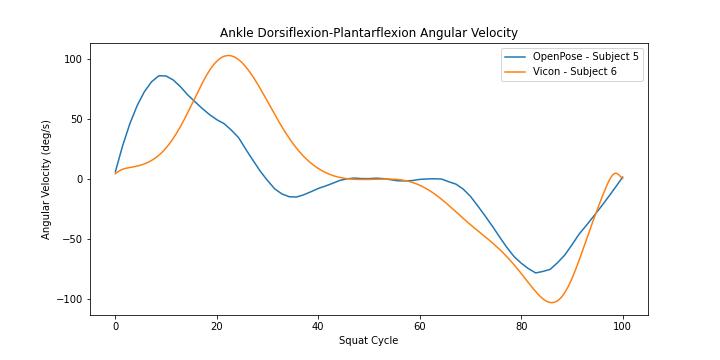 Ankle Dorsiflexion-Plantarflexion Angular Velocity
OpenPose - Subject 5
Vicon - Subject 6
Angular Velocity (deg/s)
100
50
0
−50
−100
0 20 40 60 80 100
Squat Cycle